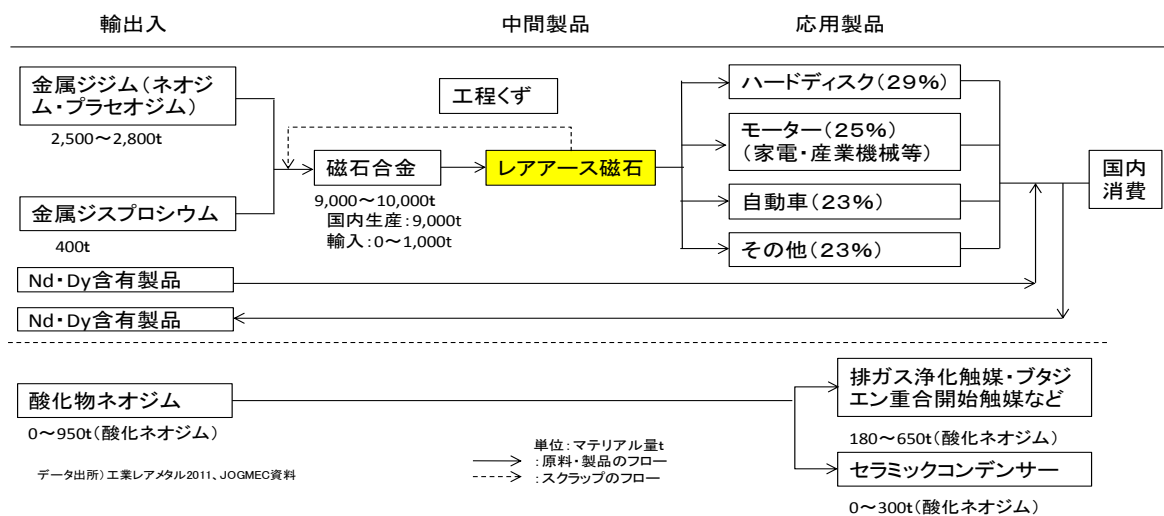 輸出入
中間製品
応用製品
金属ジジム（ネオジ
ム・プラセオジム）
2,500～2,800t
金属ジスプロシウム
400t
工程くず
磁石合金
9,000～10,000t
国内生産：9,000t
輸入：0～1,000t
レアアース磁石
ハードディスク（29%）
モーター（25%）
（家電・産業機械等）
自動車（23%）
その他（23%）
国内
消費
Nd・Dy含有製品
Nd・Dy含有製品
酸化物ネオジム
0～950t（酸化ネオジム）
排ガス浄化触媒・ブタジ
エン重合開始触媒など
180～650t（酸化ネオジム）
セラミックコンデンサー
0～300t（酸化ネオジム）
単位：マテリアル量t
：原料・製品のフロー
：スクラップのフロー
データ出所）工業レアメタル2011、JOGMEC資料